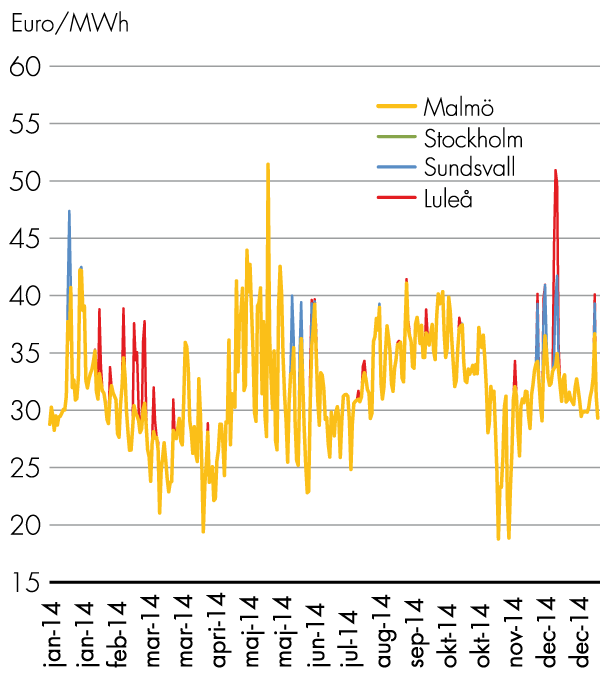 Euro/MWh
60
55
50
45
40
35
30
25
20
15
Malmö
Stockholm
Sundsvall
Luleå
jan-14
jan-14
feb-14
mar-14
mar-14
apri-14
maj-14
maj-14
jun-14
jul-14
aug-14
sep-14
okt-14
okt-14
nov-14
dec-14
dec-14